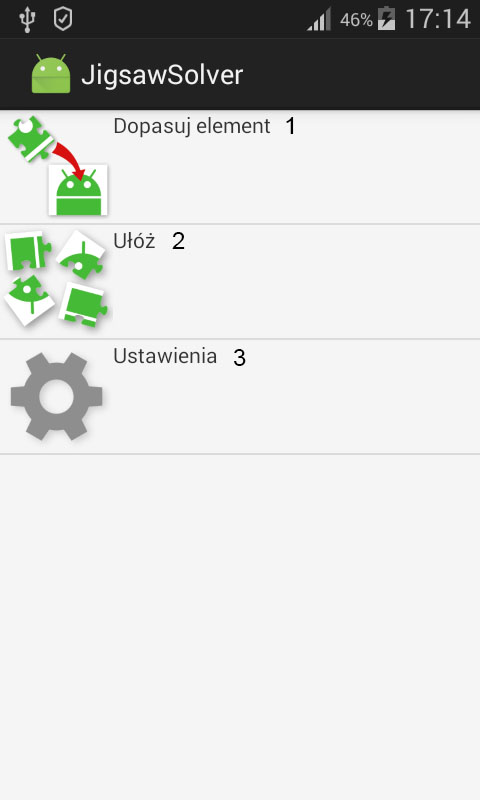 46% 17:14
JigsawSolver
Dopasuj element 1
Ułóż 2
Ustawienia 3